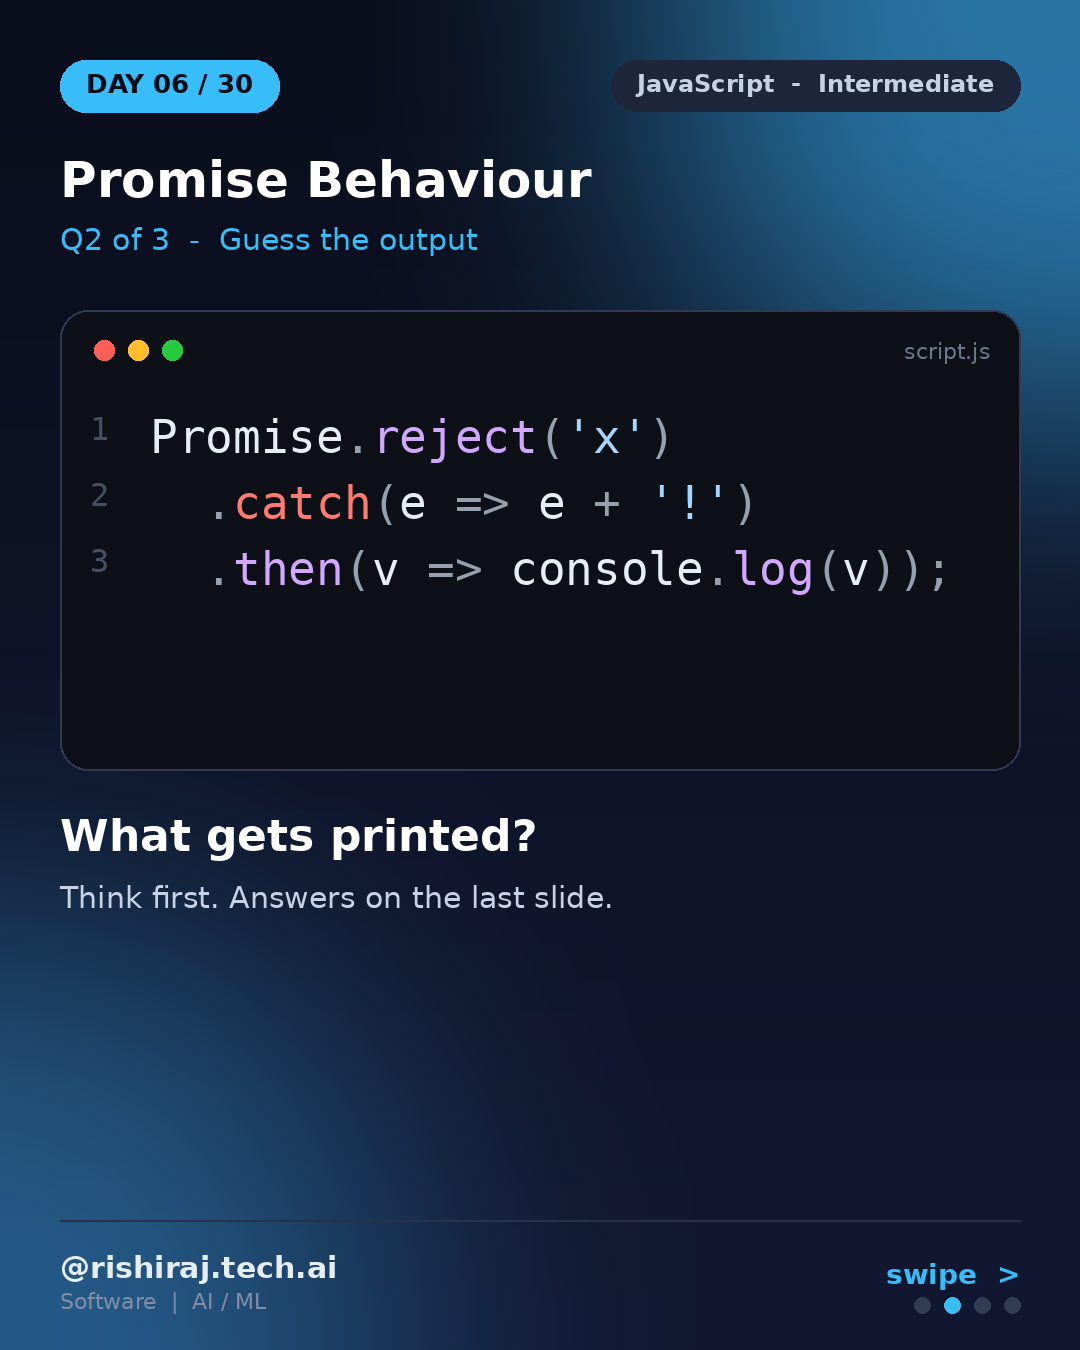 DAY 06 / 30
JavaScript - Intermediate
Promise Behaviour
Q2 of 3 - Guess the output
script.js
1 Promise.reject('x')
2   .catch(e => e + '!')
3   .then(v => console.log(v));
What gets printed?
Think first. Answers on the last slide.
@rishiraj.tech.ai
Software | AI / ML
swipe >